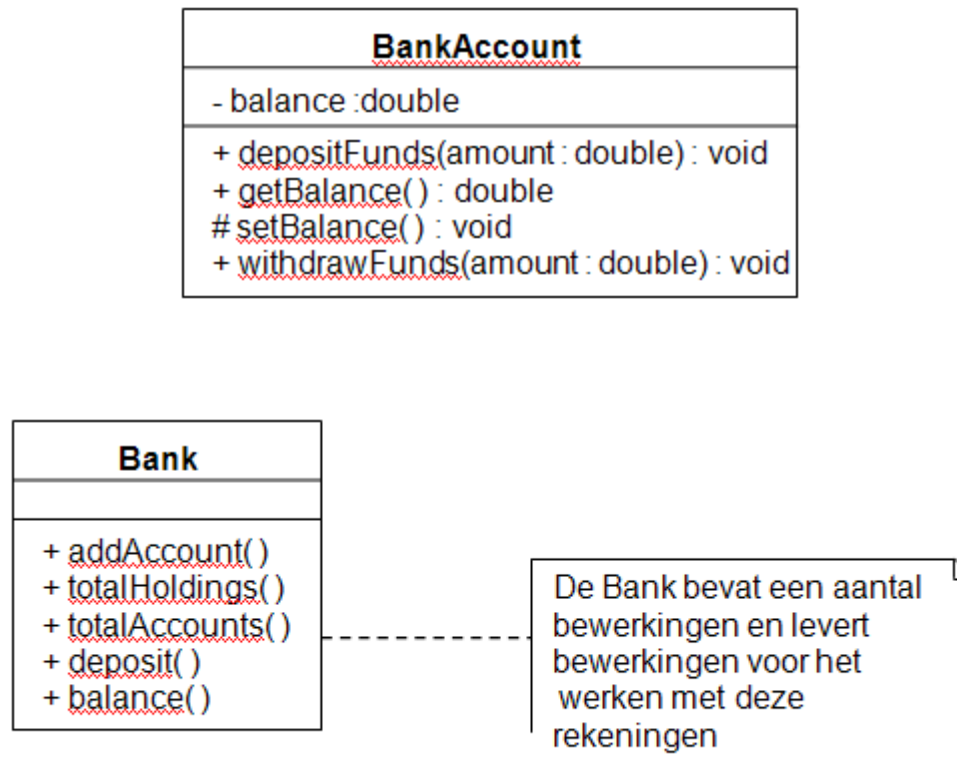 BankAccount
- balance :double
+ depositFunds(amount : double) : void
+ getBalance( ) : double
# setBalance( ) : void
+ withdrawFunds(amount : double) : void
Bank
+ addAccount( )
+ totalHoldings( )
+ totalAccounts( )
+ deposit( )
+ balance( )
De Bank bevat een aantal
bewerkingen en levert
bewerkingen voor het
werken met deze
rekeningen